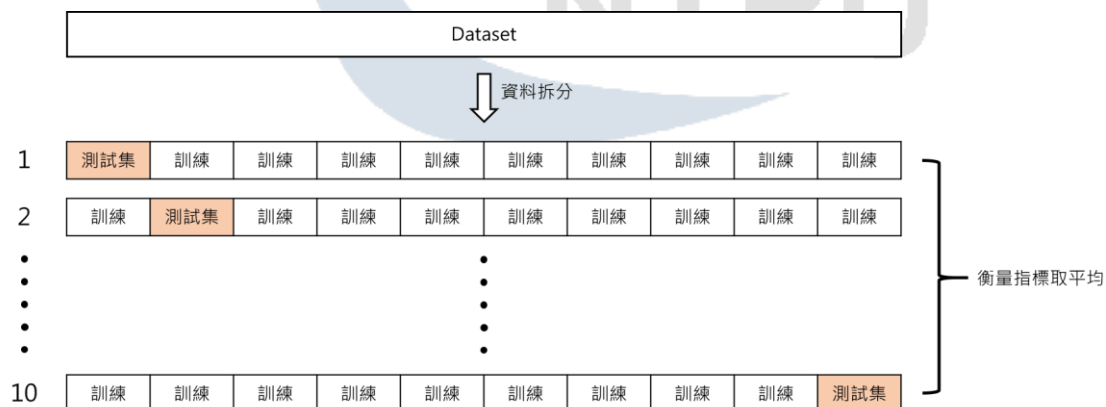 Dataset
資料拆分
1 測試集 訓練 訓練 訓練 訓練 訓練 訓練 訓練 訓練 訓練
2 訓練 測試集 訓練 訓練 訓練 訓練 訓練 訓練 訓練 訓練
衡量指標取平均
10 訓練 訓練 訓練 訓練 訓練 訓練 訓練 訓練 訓練 測試集